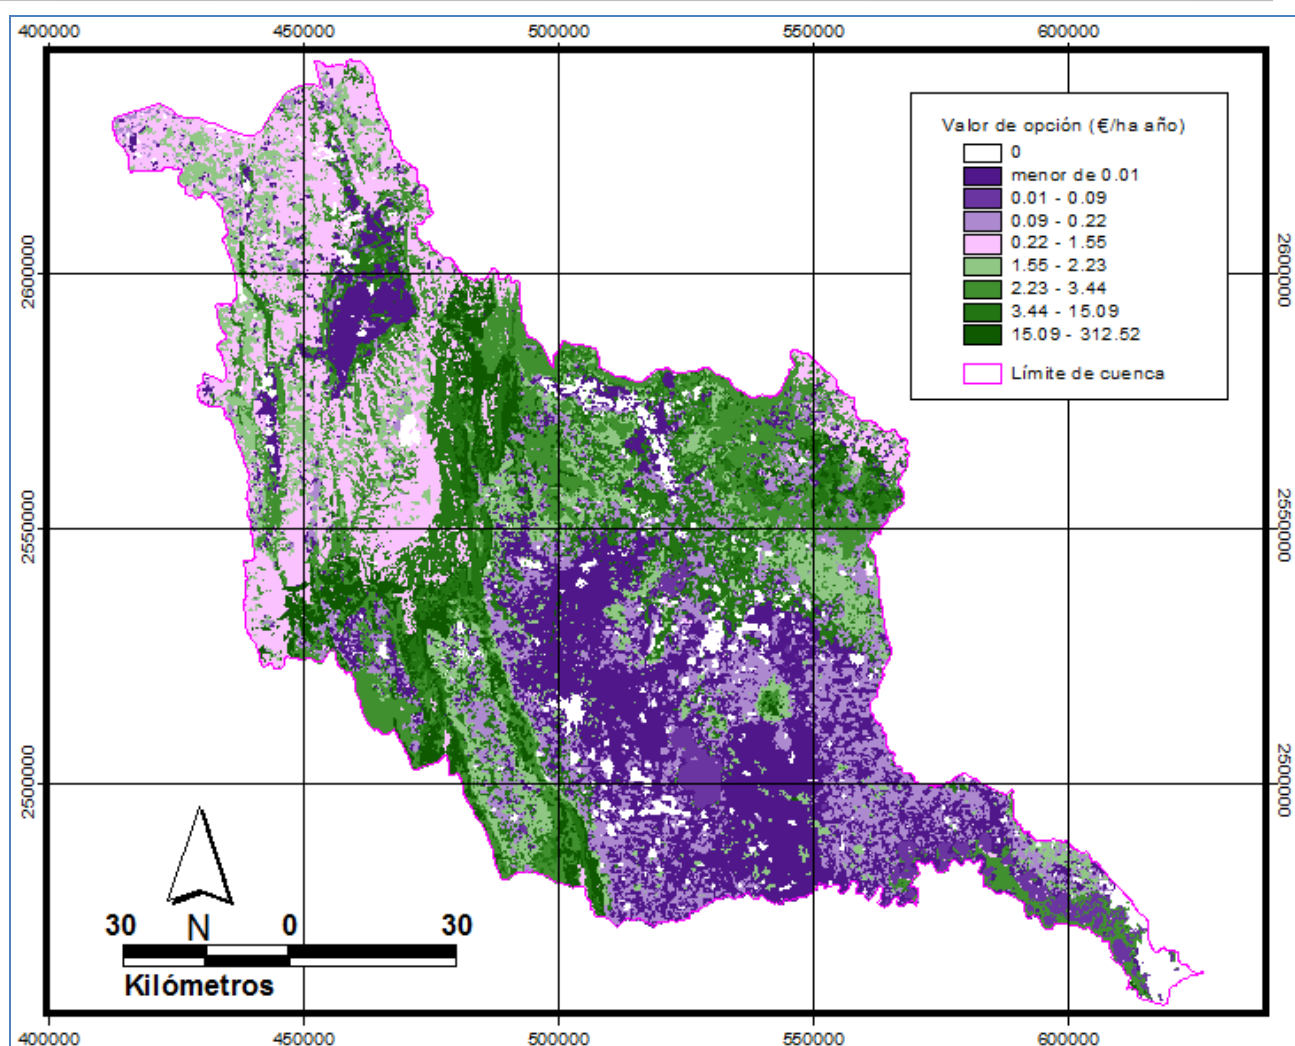 400000 450000 500000 550000 600000
Valor de opción (€/ha año)
0
menor de 0.01
0.01 - 0.09
0.09 - 0.22
0.22 - 1.55
1.55 - 2.23
2.23 - 3.44
3.44 - 15.09
15.09 - 312.52
Límite de cuenca
2600000 2600000
2550000 2550000
2500000 2500000
30 N 0 30
Kilómetros
400000 450000 500000 550000 600000